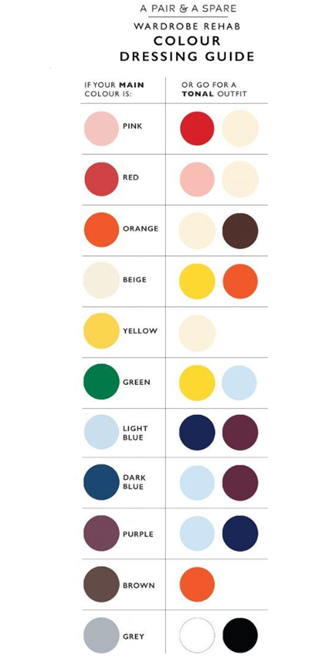 A PAIR & A SPARE
WARDROBE REHAB
COLOUR
DRESSING GUIDE
IF YOUR MAIN
COLOUR IS:
OR GO FOR A
TONAL OUTFIT
PINK
RED
ORANGE
BEIGE
YELLOW
GREEN
LIGHT
BLUE
DARK
BLUE
PURPLE
BROWN
GREY